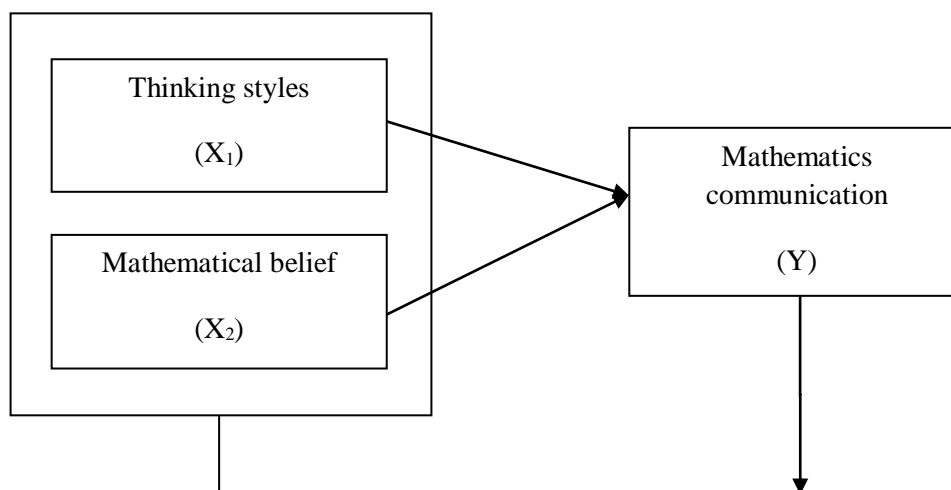 Thinking styles
(X₁)
Mathematical belief
(X₂)
Mathematics
communication
(Y)